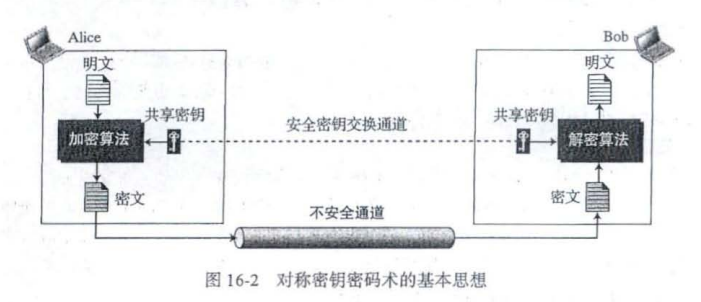 Alice
Bob
明文
明文
共享密钥
安全密钥交换通道
共享密钥
加密算法
解密算法
密文
密文
不安全通道
图 16-2 对称密钥密码术的基本思想